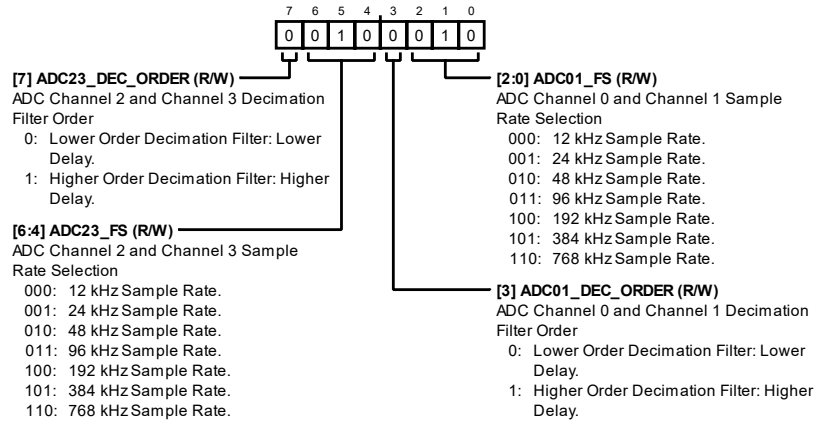 7 6 5 4 3 2 1 0
0 0 1 0 0 0 1 0
[7] ADC23_DEC_ORDER (R/W)
ADC Channel 2 and Channel 3 Decimation
Filter Order
0: Lower Order Decimation Filter: Lower
Delay.
1: Higher Order Decimation Filter: Higher
Delay.
[6:4] ADC23_FS (R/W)
ADC Channel 2 and Channel 3 Sample
Rate Selection
000: 12 kHz Sample Rate.
001: 24 kHz Sample Rate.
010: 48 kHz Sample Rate.
011: 96 kHz Sample Rate.
100: 192 kHz Sample Rate.
101: 384 kHz Sample Rate.
110: 768 kHz Sample Rate.
[2:0] ADC01_FS (R/W)
ADC Channel 0 and Channel 1 Sample
Rate Selection
000: 12 kHz Sample Rate.
001: 24 kHz Sample Rate.
010: 48 kHz Sample Rate.
011: 96 kHz Sample Rate.
100: 192 kHz Sample Rate.
101: 384 kHz Sample Rate.
110: 768 kHz Sample Rate.
[3] ADC01_DEC_ORDER (R/W)
ADC Channel 0 and Channel 1 Decimation
Filter Order
0: Lower Order Decimation Filter: Lower
Delay.
1: Higher Order Decimation Filter: Higher
Delay.